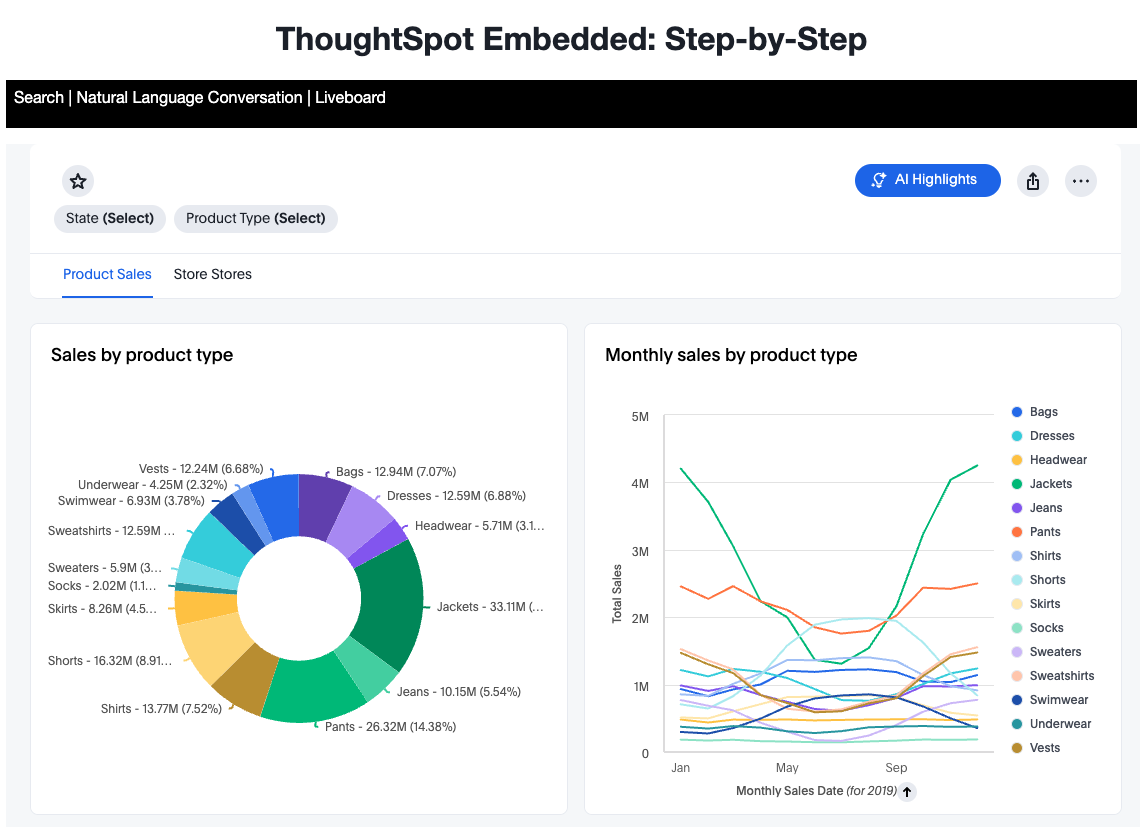 ThoughtSpot Embedded: Step-by-Step
Search | Natural Language Conversation | Liveboard
AI Highlights
State (Select)
Product Type (Select)
Product Sales
Store Stores
Sales by product type
Vests - 12.24M (6.68%)
Underwear - 4.25M (2.32%)
Swimwear - 6.93M (3.78%)
Sweatshirts - 12.59M ...
Sweaters - 5.9M (3...
Socks - 2.02M (1.1...
Skirts - 8.26M (4.5...
Shorts - 16.32M (8.91...
Shirts - 13.77M (7.52%)
Bags - 12.94M (7.07%)
Dresses - 12.59M (6.88%)
Headwear - 5.71M (3.1...
Jackets - 33.11M (...
Jeans - 10.15M (5.54%)
Pants - 26.32M (14.38%)
Monthly sales by product type
Total Sales
5M
4M
3M
2M
1M
0
Jan
May
Sep
Monthly Sales Date (for 2019)
Bags
Dresses
Headwear
Jackets
Jeans
Pants
Shirts
Shorts
Skirts
Socks
Sweaters
Sweatshirts
Swimwear
Underwear
Vests